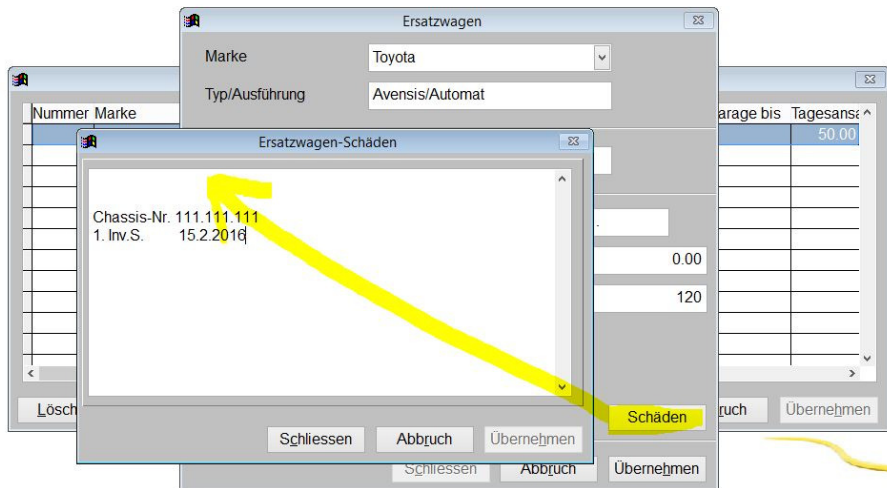 Ersatzwagen
Marke Toyota
Typ/Ausführung Avensis/Automat
Nummer Marke arage bis Tagesansa
50.00
Ersatzwagen-Schäden
Chassis-Nr. 111.111.111
1. Inv.S. 15.2.2016
0.00
120
Schäden
Lösch ruch Übernehmen
Schliessen Abbruch Übernehmen
Schliessen Abbruch Übernehmen